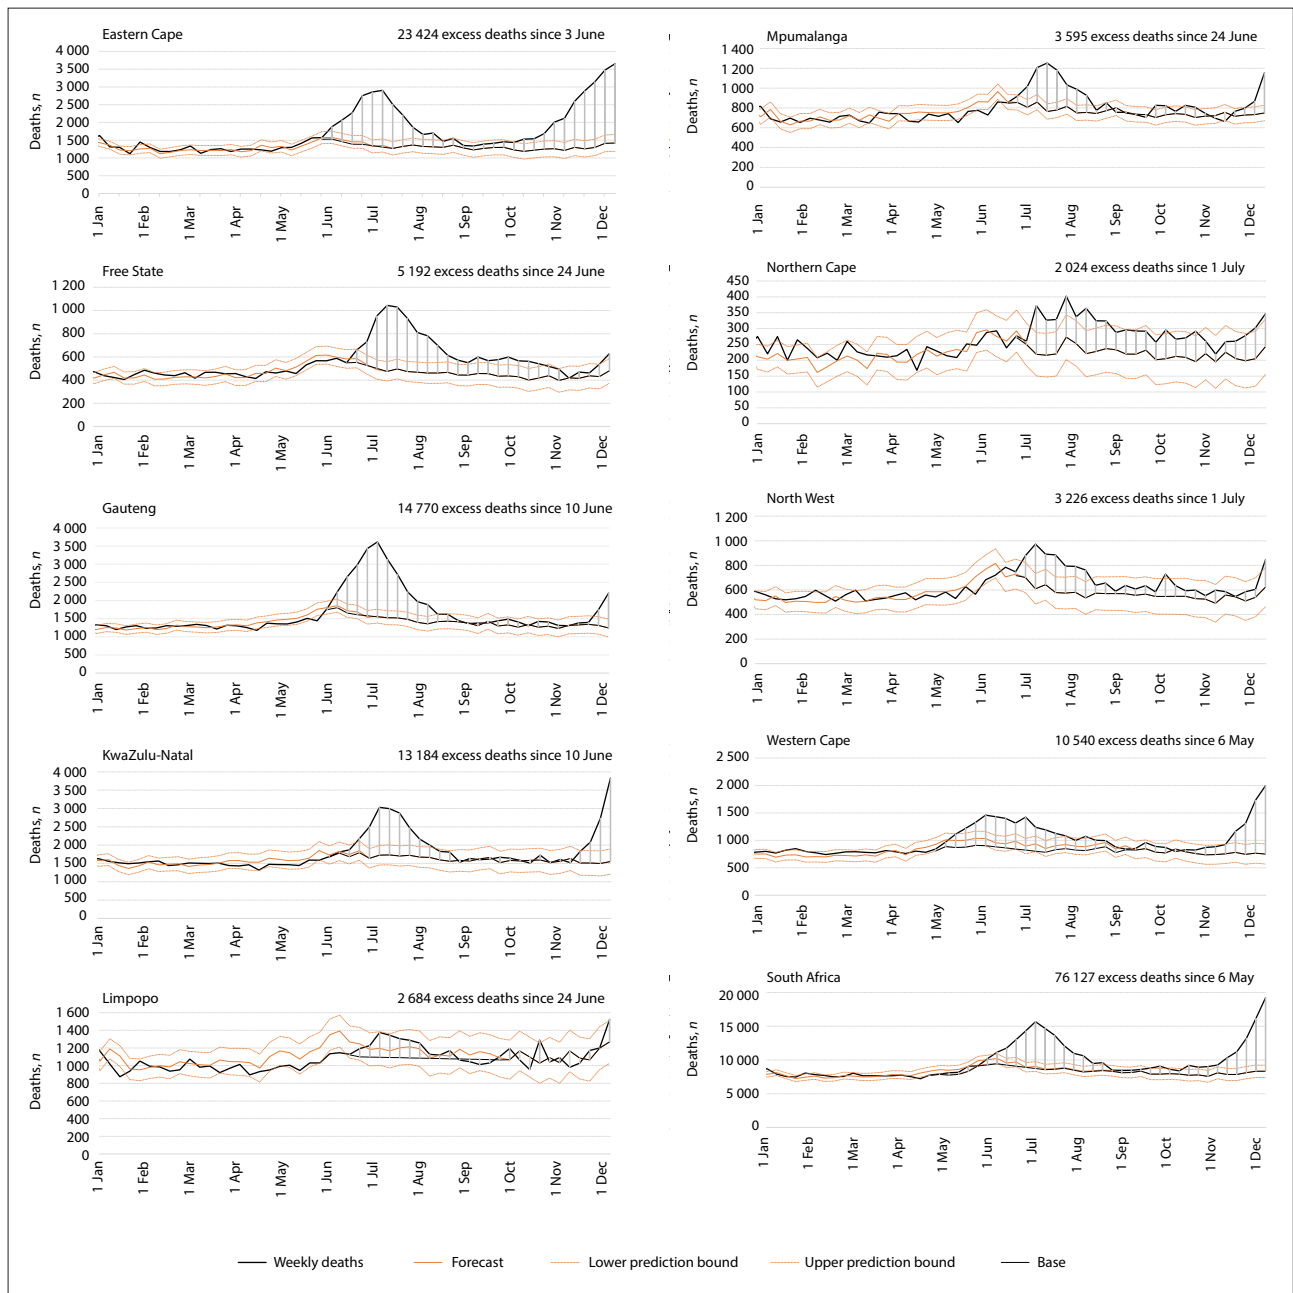 Eastern Cape 23 424 excess deaths since 3 June
Deaths, n
4 000
3 500
3 000
2 500
2 000
1 500
1 000
500
0
1 Jan 1 Feb 1 Mar 1 Apr 1 May 1 Jun 1 Jul 1 Aug 1 Sep 1 Oct 1 Nov 1 Dec
Free State 5 192 excess deaths since 24 June
Deaths, n
1 200
1 000
800
600
400
200
0
1 Jan 1 Feb 1 Mar 1 Apr 1 May 1 Jun 1 Jul 1 Aug 1 Sep 1 Oct 1 Nov 1 Dec
Gauteng 14 770 excess deaths since 10 June
Deaths, n
4 000
3 500
3 000
2 500
2 000
1 500
1 000
500
0
1 Jan 1 Feb 1 Mar 1 Apr 1 May 1 Jun 1 Jul 1 Aug 1 Sep 1 Oct 1 Nov 1 Dec
KwaZulu-Natal 13 184 excess deaths since 10 June
Deaths, n
4 000
3 500
3 000
2 500
2 000
1 500
1 000
500
0
1 Jan 1 Feb 1 Mar 1 Apr 1 May 1 Jun 1 Jul 1 Aug 1 Sep 1 Oct 1 Nov 1 Dec
Limpopo 2 684 excess deaths since 24 June
Deaths, n
1 600
1 400
1 200
1 000
800
600
400
200
0
1 Jan 1 Feb 1 Mar 1 Apr 1 May 1 Jun 1 Jul 1 Aug 1 Sep 1 Oct 1 Nov 1 Dec
Mpumalanga 3 595 excess deaths since 24 June
Deaths, n
1 400
1 200
1 000
800
600
400
200
0
1 Jan 1 Feb 1 Mar 1 Apr 1 May 1 Jun 1 Jul 1 Aug 1 Sep 1 Oct 1 Nov 1 Dec
Northern Cape 2 024 excess deaths since 1 July
Deaths, n
450
400
350
300
250
200
150
100
50
0
1 Jan 1 Feb 1 Mar 1 Apr 1 May 1 Jun 1 Jul 1 Aug 1 Sep 1 Oct 1 Nov 1 Dec
North West 3 226 excess deaths since 1 July
Deaths, n
1 200
1 000
800
600
400
200
0
1 Jan 1 Feb 1 Mar 1 Apr 1 May 1 Jun 1 Jul 1 Aug 1 Sep 1 Oct 1 Nov 1 Dec
Western Cape 10 540 excess deaths since 6 May
Deaths, n
2 500
2 000
1 500
1 000
500
0
1 Jan 1 Feb 1 Mar 1 Apr 1 May 1 Jun 1 Jul 1 Aug 1 Sep 1 Oct 1 Nov 1 Dec
South Africa 76 127 excess deaths since 6 May
Deaths, n
20 000
15 000
10 000
5 000
0
1 Jan 1 Feb 1 Mar 1 Apr 1 May 1 Jun 1 Jul 1 Aug 1 Sep 1 Oct 1 Nov 1 Dec
Weekly deaths Forecast Lower prediction bound Upper prediction bound Base